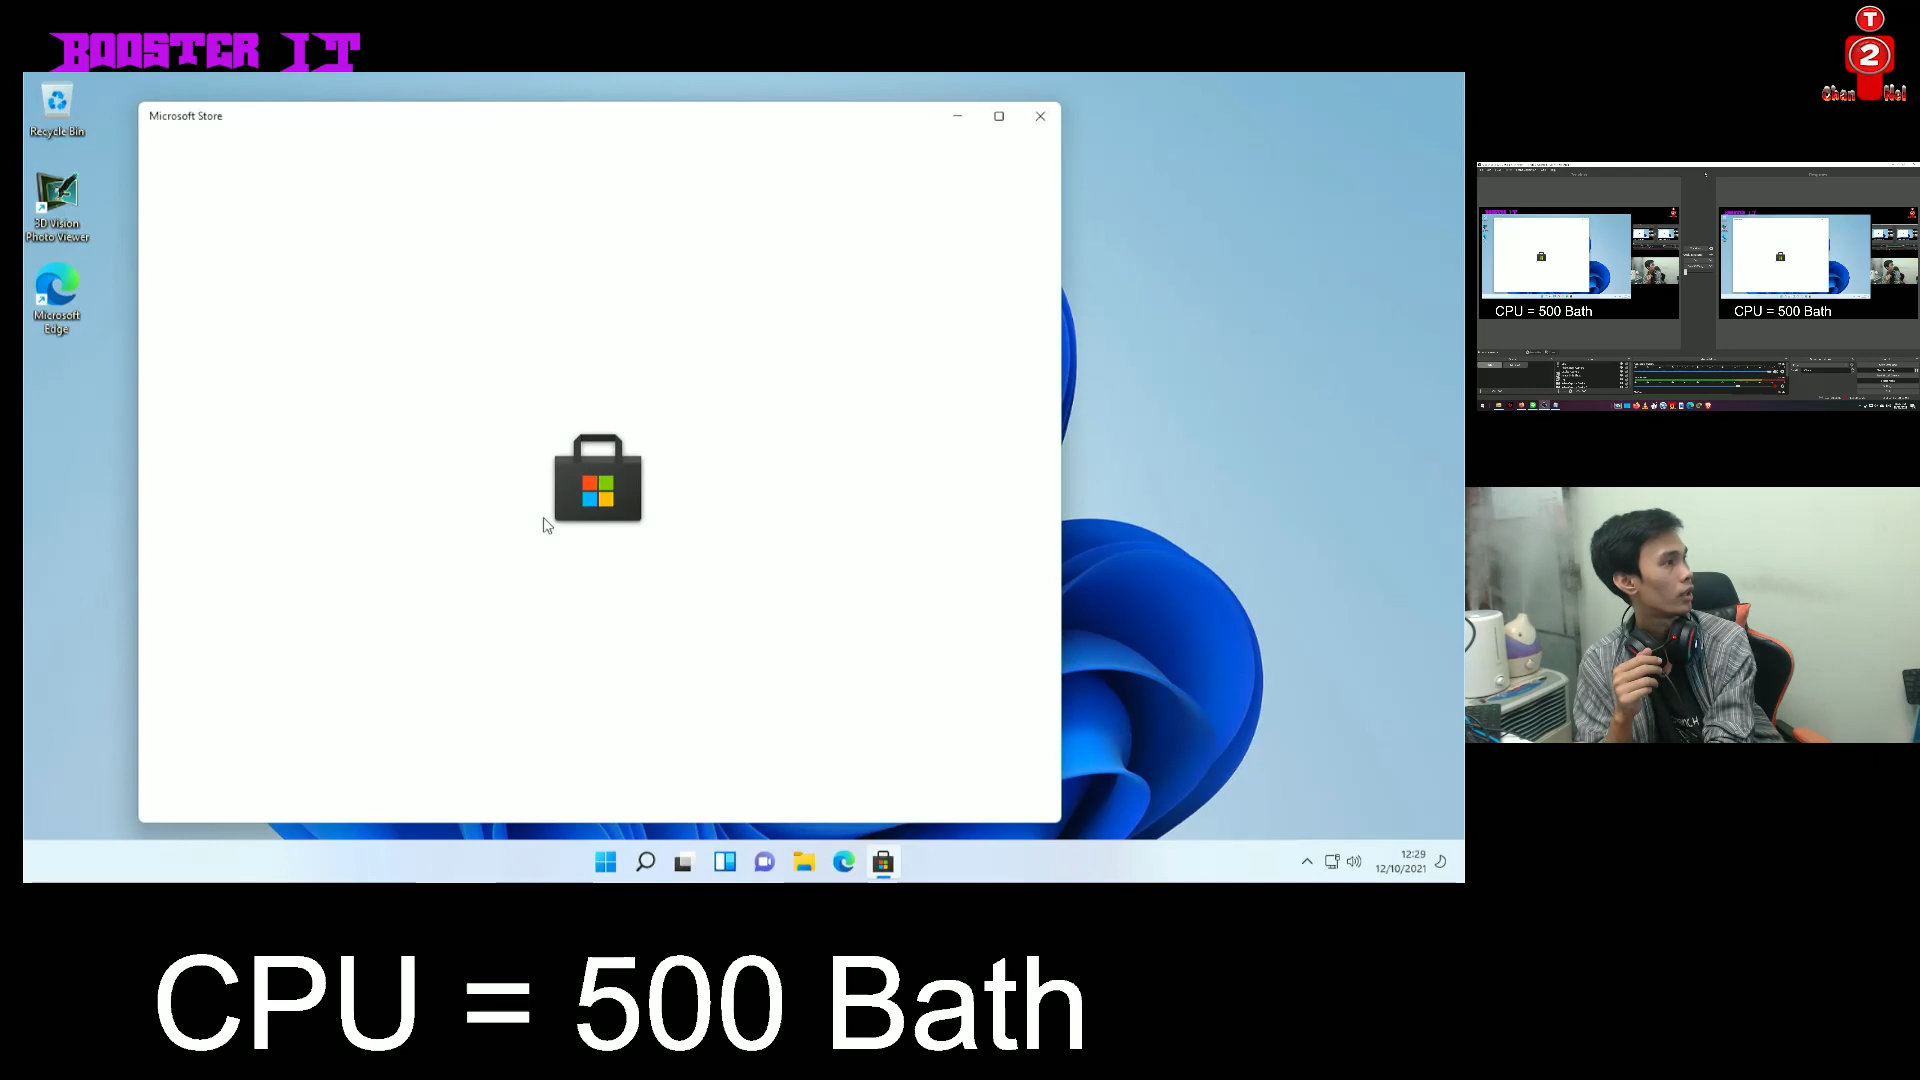 BOOSTER IT
T
2
Chan Nel
Recycle Bin
3D Vision
Photo Viewer
Microsoft
Edge
Microsoft Store
12:29
12/10/2021
CPU = 500 Bath
CPU = 500 Bath
CPU = 500 Bath